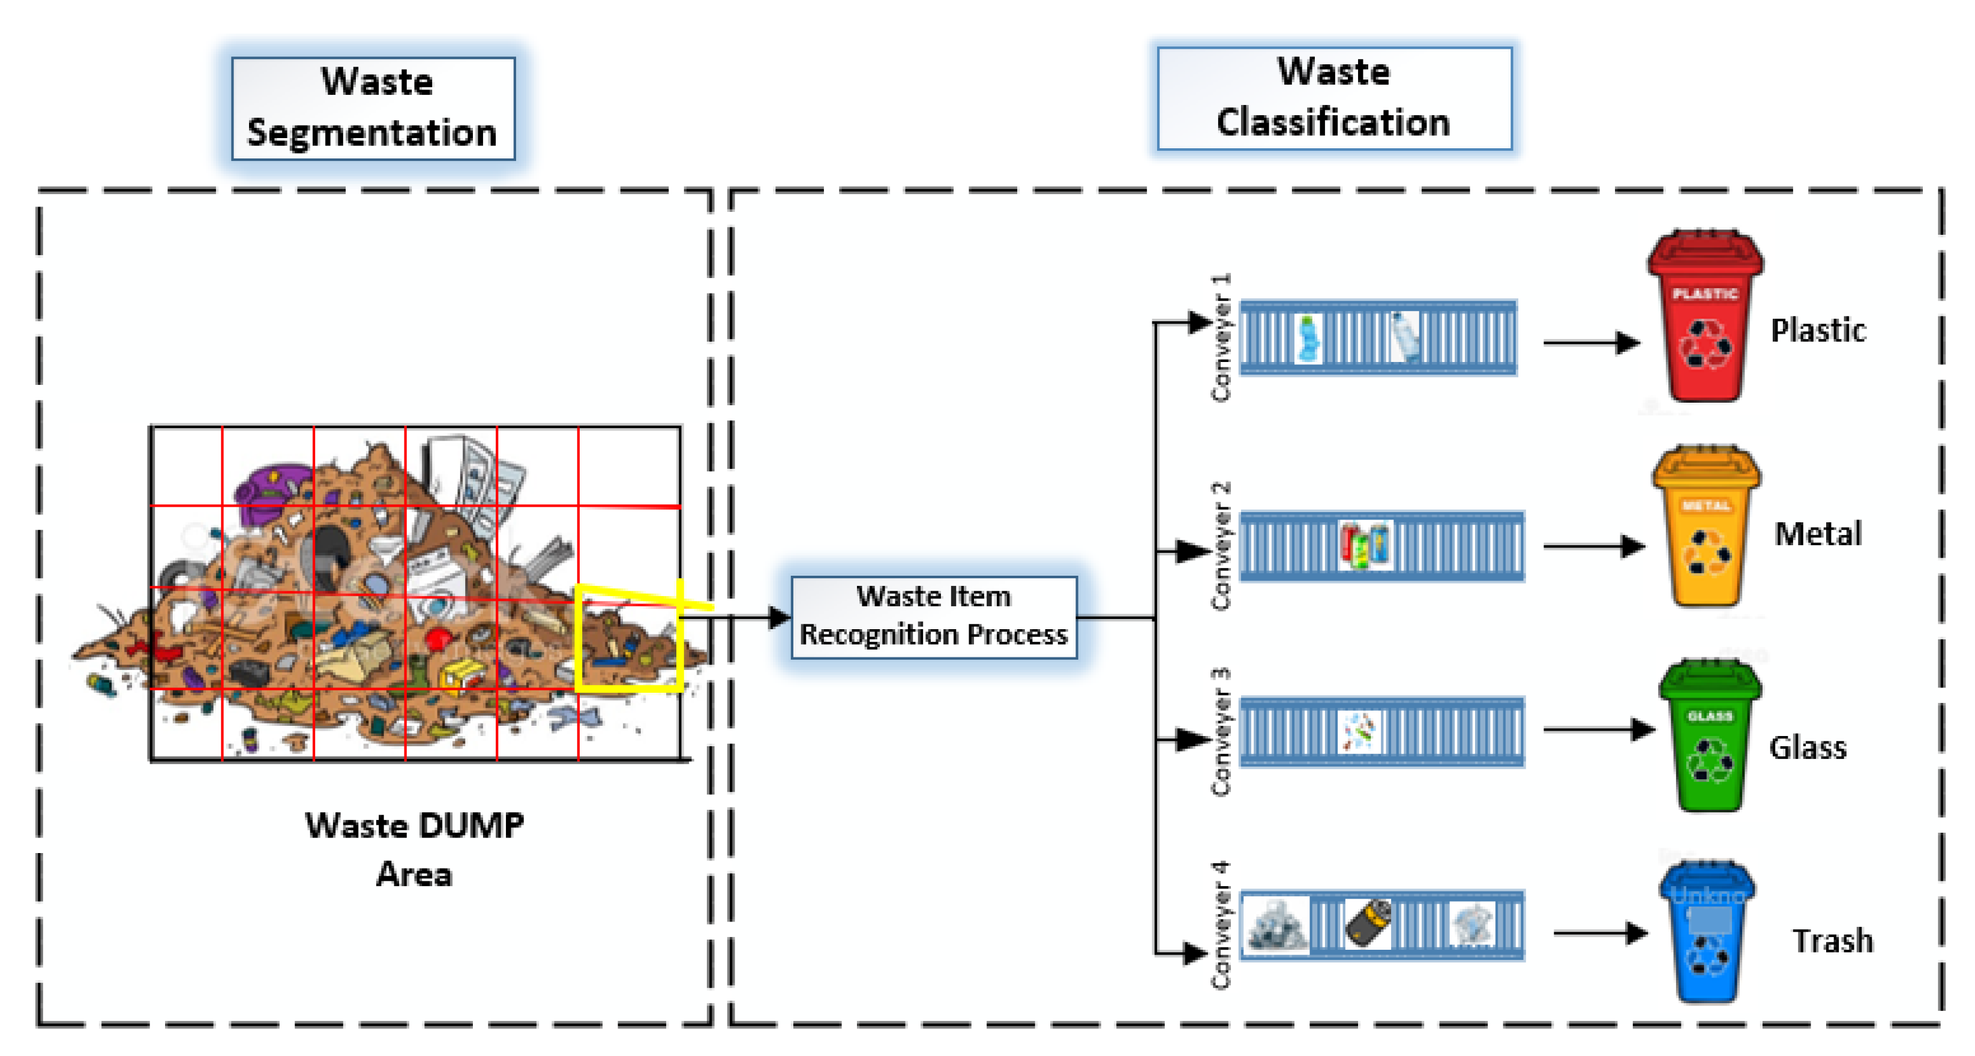 Waste
Segmentation
Waste
Classification
Waste DUMP
Area
Waste Item
Recognition Process
Conveyer 1
PLASTIC
Plastic
Conveyer 2
METAL
Metal
Conveyer 3
GLASS
Glass
Conveyer 4
Unkno
Trash